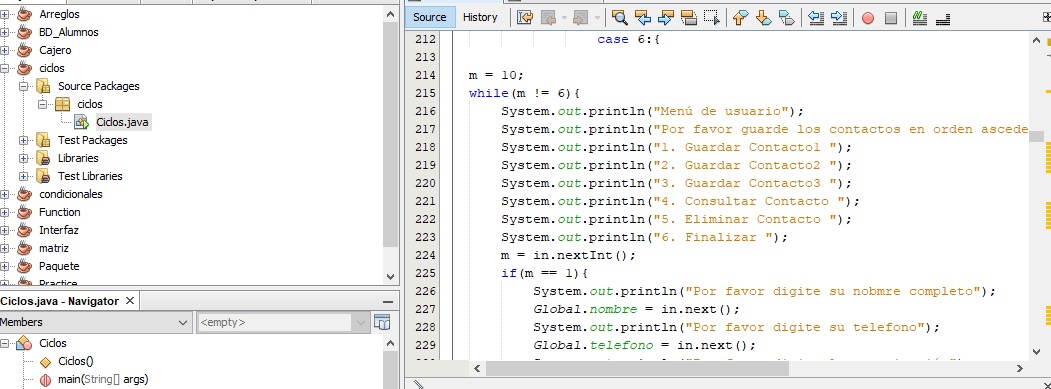 Arreglos
BD_Alumnos
Cajero
ciclos
Source Packages
ciclos
Ciclos.java
Test Packages
Libraries
Test Libraries
condicionales
Function
Interfaz
matriz
Paquete
Practice
Ciclos.java - Navigator ×
Members
<empty>
Ciclos
Ciclos()
main(String[] args)
Source History
212 case 6:{
213
214 m = 10;
215 while(m != 6){
216 System.out.println("Menú de usuario");
217 System.out.println("Por favor guarde los contactos en orden ascede
218 System.out.println("1. Guardar Contacto1 ");
219 System.out.println("2. Guardar Contacto2 ");
220 System.out.println("3. Guardar Contacto3 ");
221 System.out.println("4. Consultar Contacto ");
222 System.out.println("5. Eliminar Contacto ");
223 System.out.println("6. Finalizar ");
224 m = in.nextInt();
225 if(m == 1){
226 System.out.println("Por favor digite su nobmre completo");
227 Global.nombre = in.next();
228 System.out.println("Por favor digite su telefono");
229 Global.telefono = in.next();